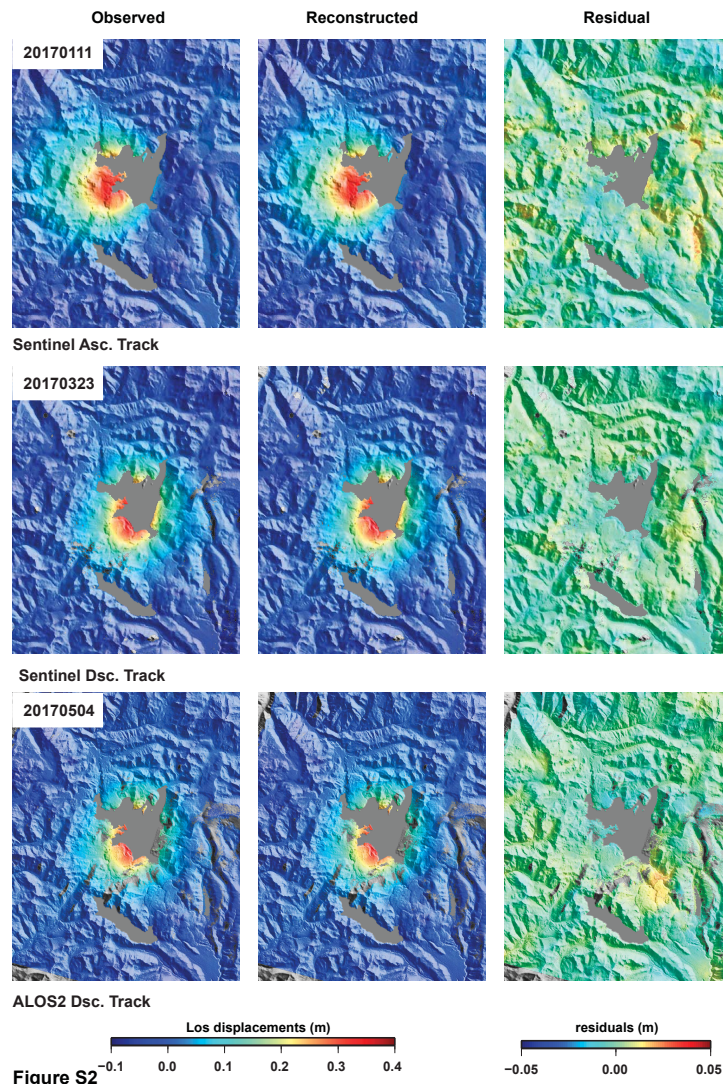 Observed Reconstructed Residual
20170111
Sentinel Asc. Track
20170323
Sentinel Dsc. Track
20170504
ALOS2 Dsc. Track
Los displacements (m) residuals (m)
−0.1 0.0 0.1 0.2 0.3 0.4 −0.05 0.00 0.05
Figure S2